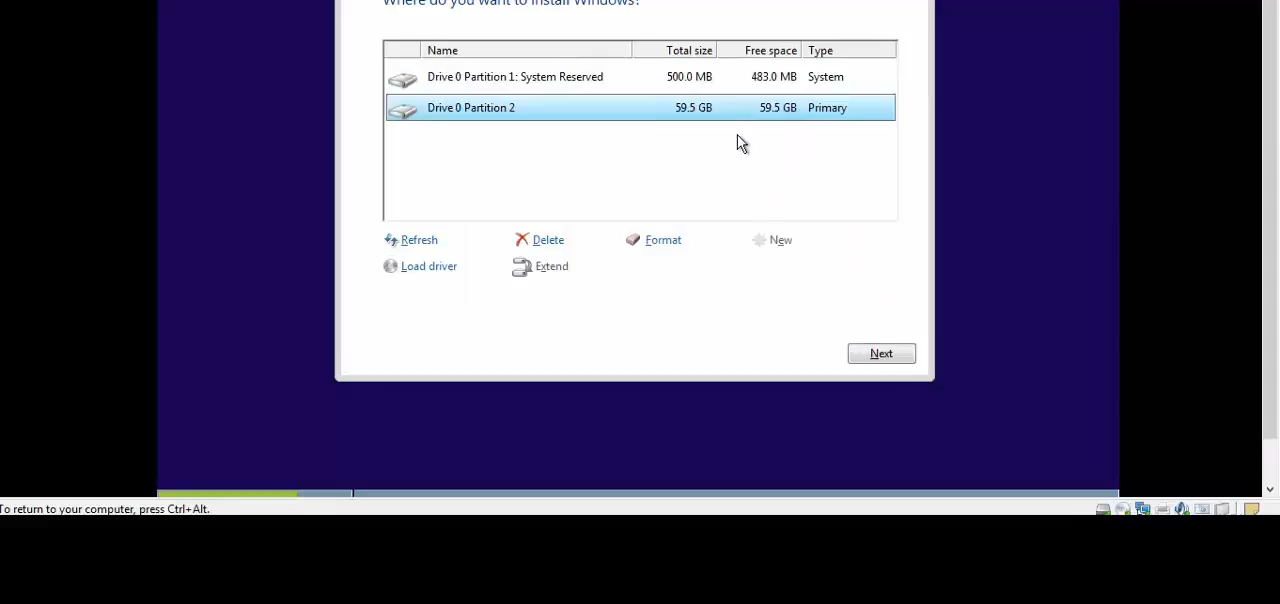 Where do you want to install Windows?
Name Total size Free space Type
Drive 0 Partition 1: System Reserved 500.0 MB 483.0 MB System
Drive 0 Partition 2 59.5 GB 59.5 GB Primary
Refresh Delete Format New
Load driver Extend
Next
To return to your computer, press Ctrl+Alt.